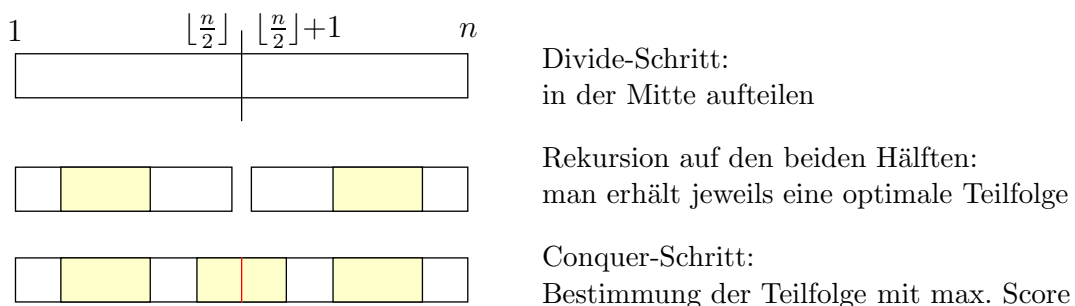 1 ⌊n/2⌋ ⌊n/2⌋+1 n
Divide-Schritt:
in der Mitte aufteilen
Rekursion auf den beiden Hälften:
man erhält jeweils eine optimale Teilfolge
Conquer-Schritt:
Bestimmung der Teilfolge mit max. Score